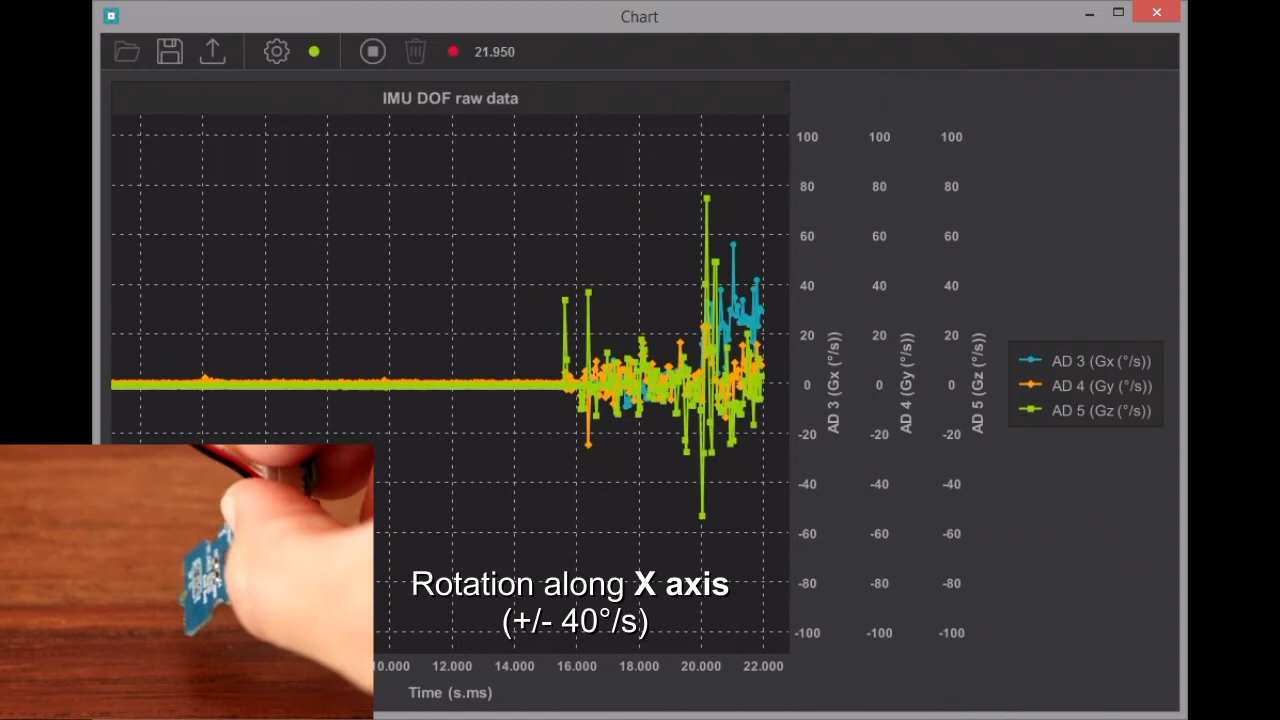 Chart
21.950
IMU DOF raw data
100 100 100
80 80 80
60 60 60
40 40 40
20 20 20
0 0 0
-20 -20 -20
-40 -40 -40
-60 -60 -60
-80 -80 -80
-100 -100 -100
AD 3 (Gx (°/s))
AD 4 (Gy (°/s))
AD 5 (Gz (°/s))
AD 3 (Gx (°/s))
AD 4 (Gy (°/s))
AD 5 (Gz (°/s))
Rotation along X axis
(+/- 40°/s)
10.000 12.000 14.000 16.000 18.000 20.000 22.000
Time (s.ms)